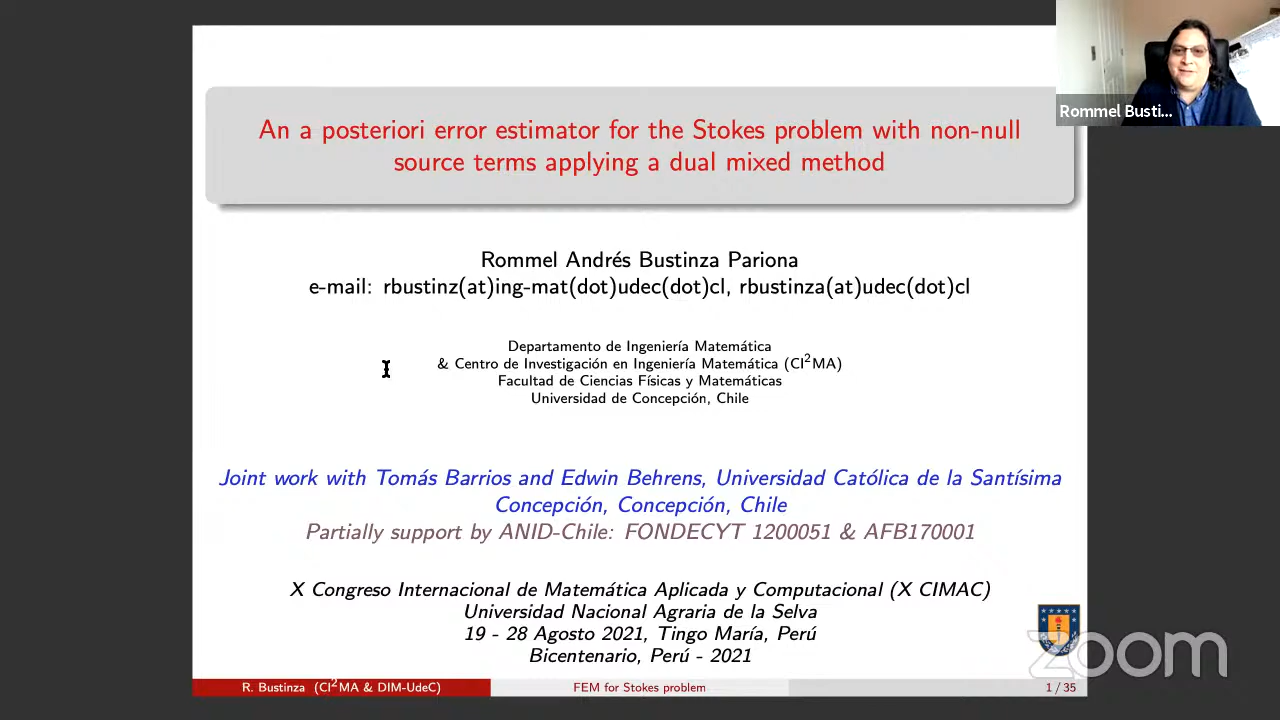 An a posteriori error estimator for the Stokes problem with non-null
source terms applying a dual mixed method
Rommel Busti...
Rommel Andrés Bustinza Pariona
e-mail: rbustinz(at)ing-mat(dot)udec(dot)cl, rbustinza(at)udec(dot)cl
Departamento de Ingeniería Matemática
& Centro de Investigación en Ingeniería Matemática (CI²MA)
Facultad de Ciencias Físicas y Matemáticas
Universidad de Concepción, Chile
Joint work with Tomás Barrios and Edwin Behrens, Universidad Católica de la Santísima
Concepción, Concepción, Chile
Partially support by ANID-Chile: FONDECYT 1200051 & AFB170001
X Congreso Internacional de Matemática Aplicada y Computacional (X CIMAC)
Universidad Nacional Agraria de la Selva
19 - 28 Agosto 2021, Tingo María, Perú
Bicentenario, Perú - 2021
zoom
R. Bustinza (CI²MA & DIM-UdeC)
FEM for Stokes problem
1 / 35